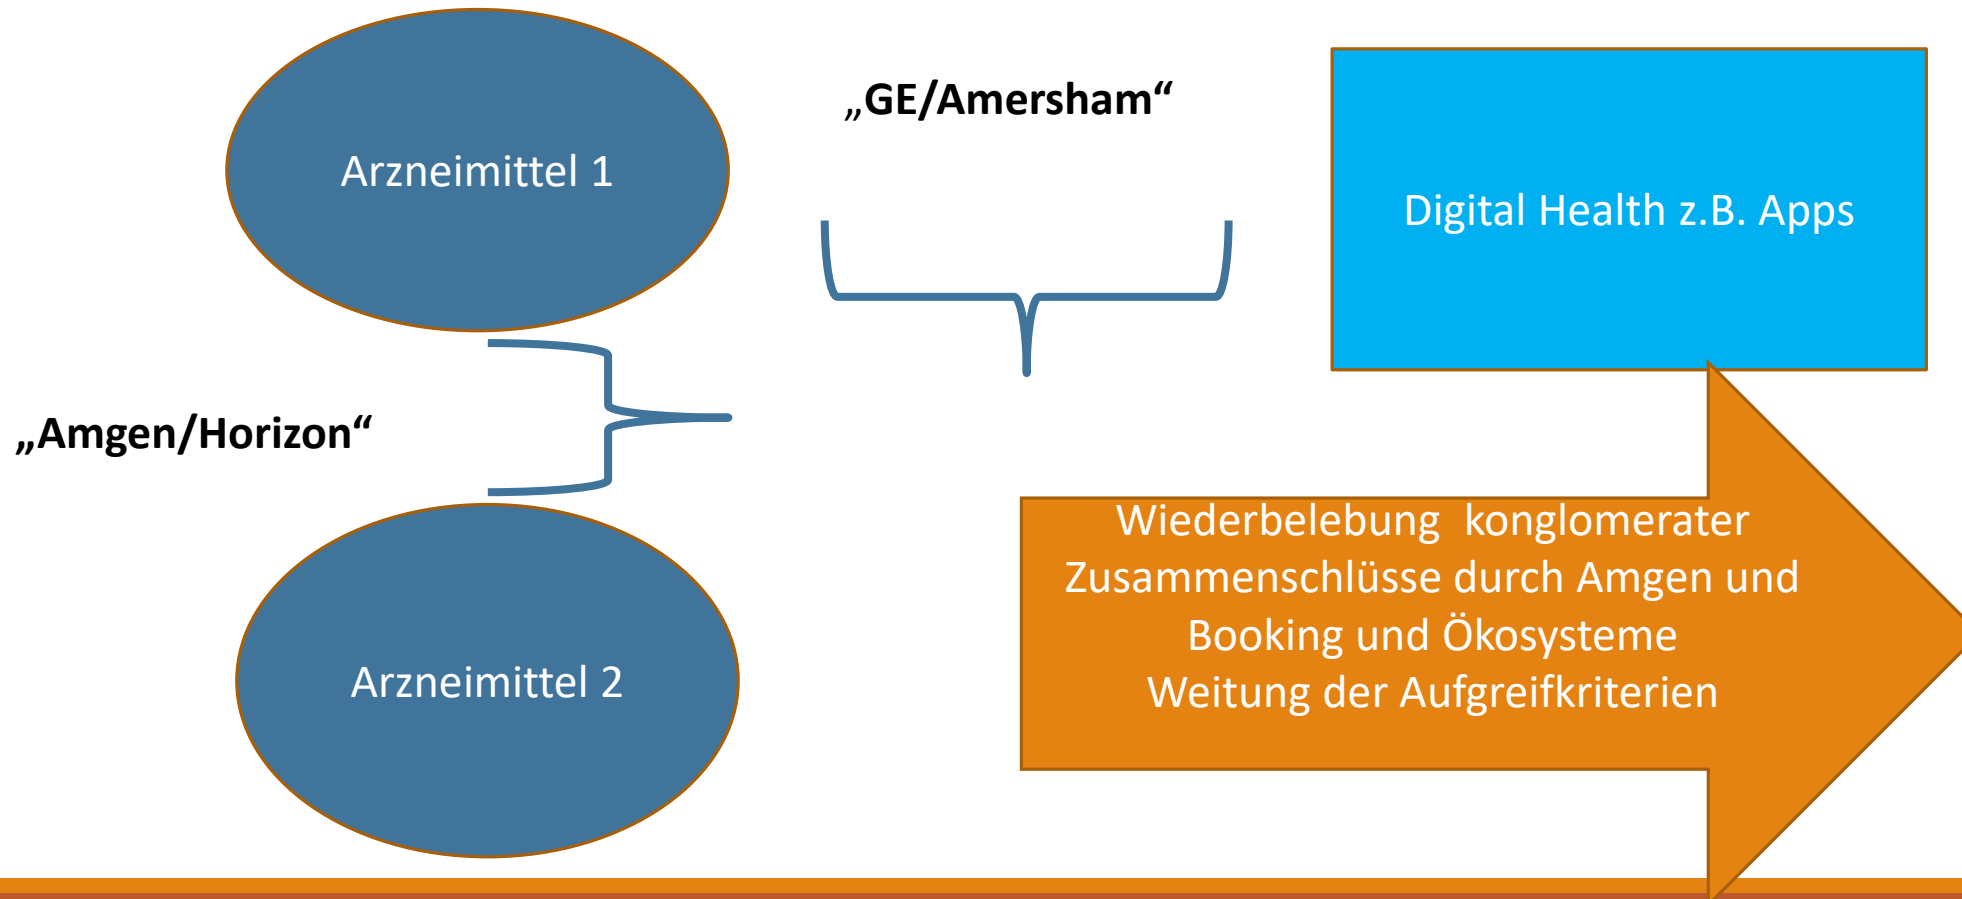 Arzneimittel 1
„GE/Amersham“
Digital Health z.B. Apps
„Amgen/Horizon“
Arzneimittel 2
Wiederbelebung  konglomerater
Zusammenschlüsse durch Amgen und
Booking und Ökosysteme
Weitung der Aufgreifkriterien